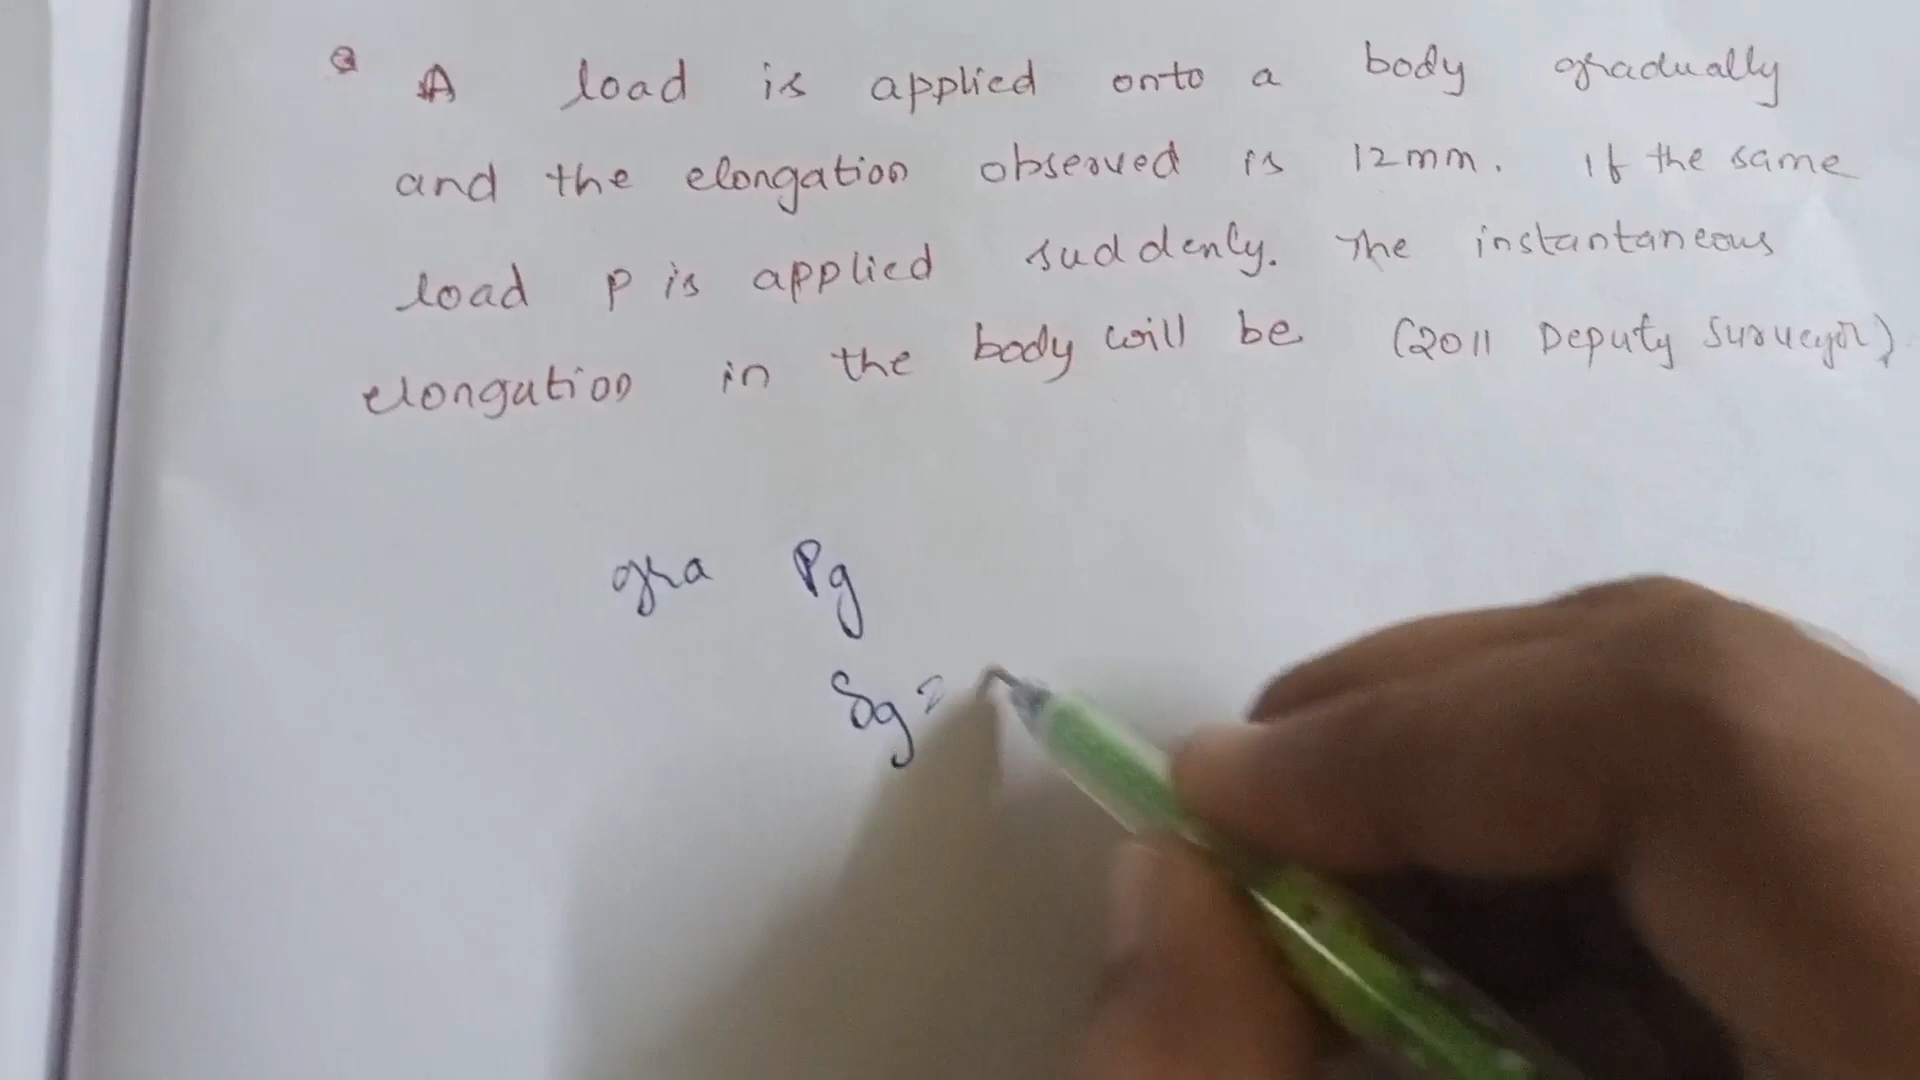 Q A load is applied onto a body gradually
and the elongation observed is 12mm. If the same
load P is applied suddenly. The instantaneous
elongation in the body will be (2011 Deputy Surveyor)
gra Pg
δg =